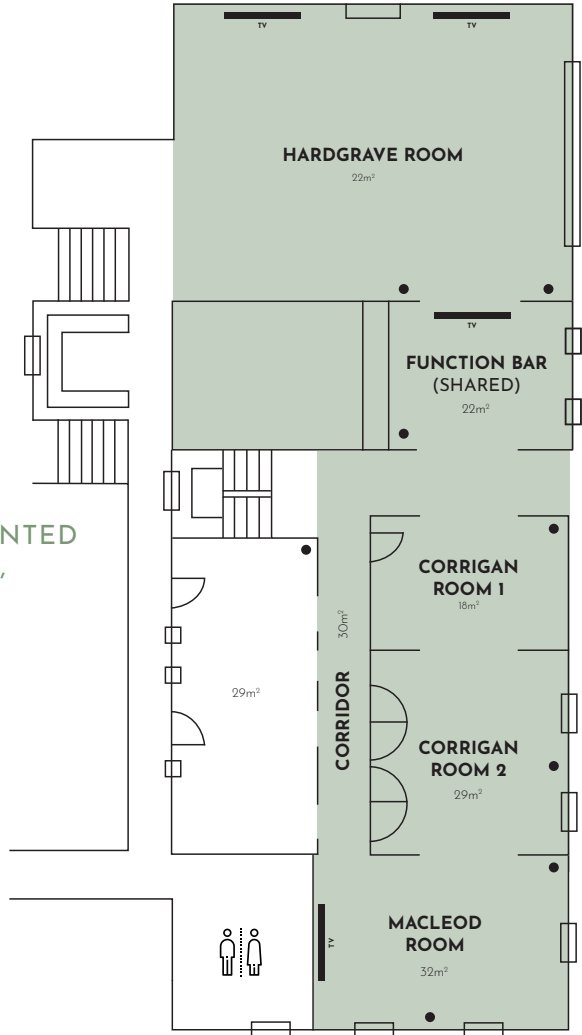 TV
TV
HARDGRAVE ROOM
22m²
TV
FUNCTION BAR
(SHARED)
22m²
NTED
,
CORRIGAN
ROOM 1
18m²
CORRIDOR 30m²
29m²
CORRIGAN
ROOM 2
29m²
MACLEOD
ROOM
32m²
TV